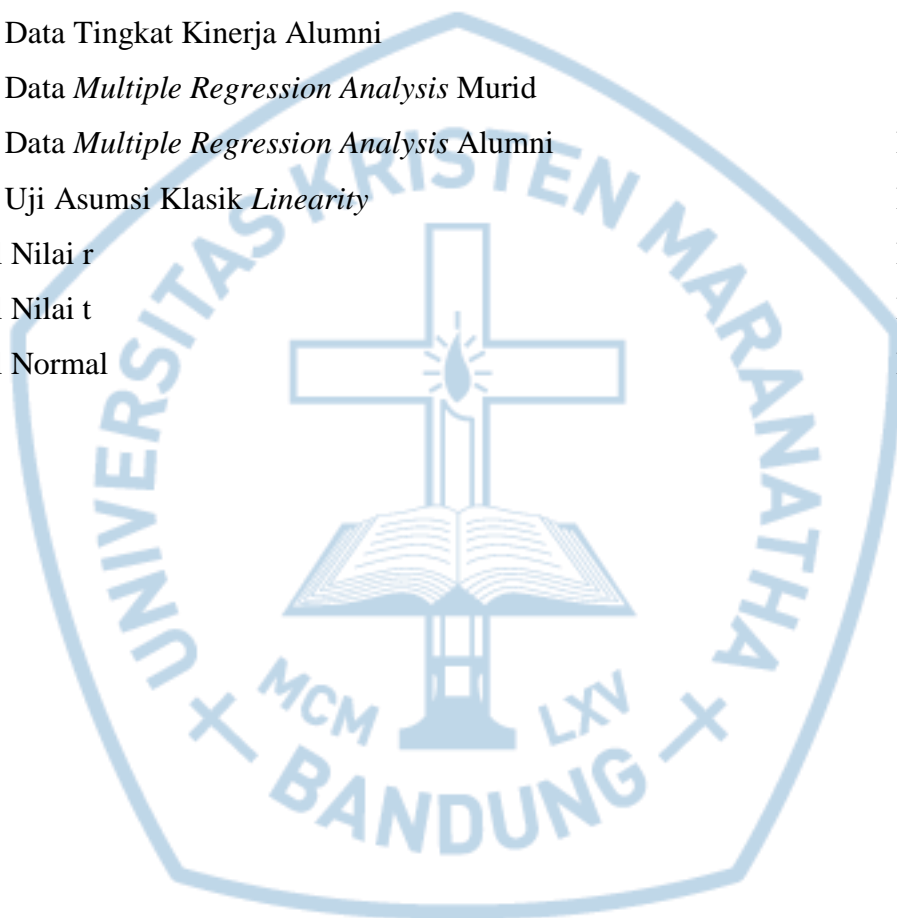 Data Tingkat Kinerja Alumni
Data Multiple Regression Analysis Murid
Data Multiple Regression Analysis Alumni
Uji Asumsi Klasik Linearity
Nilai r
Nilai t
Normal
UNIVERSITAS KRISTEN MARANATHA
MCM LXV
BANDUNG